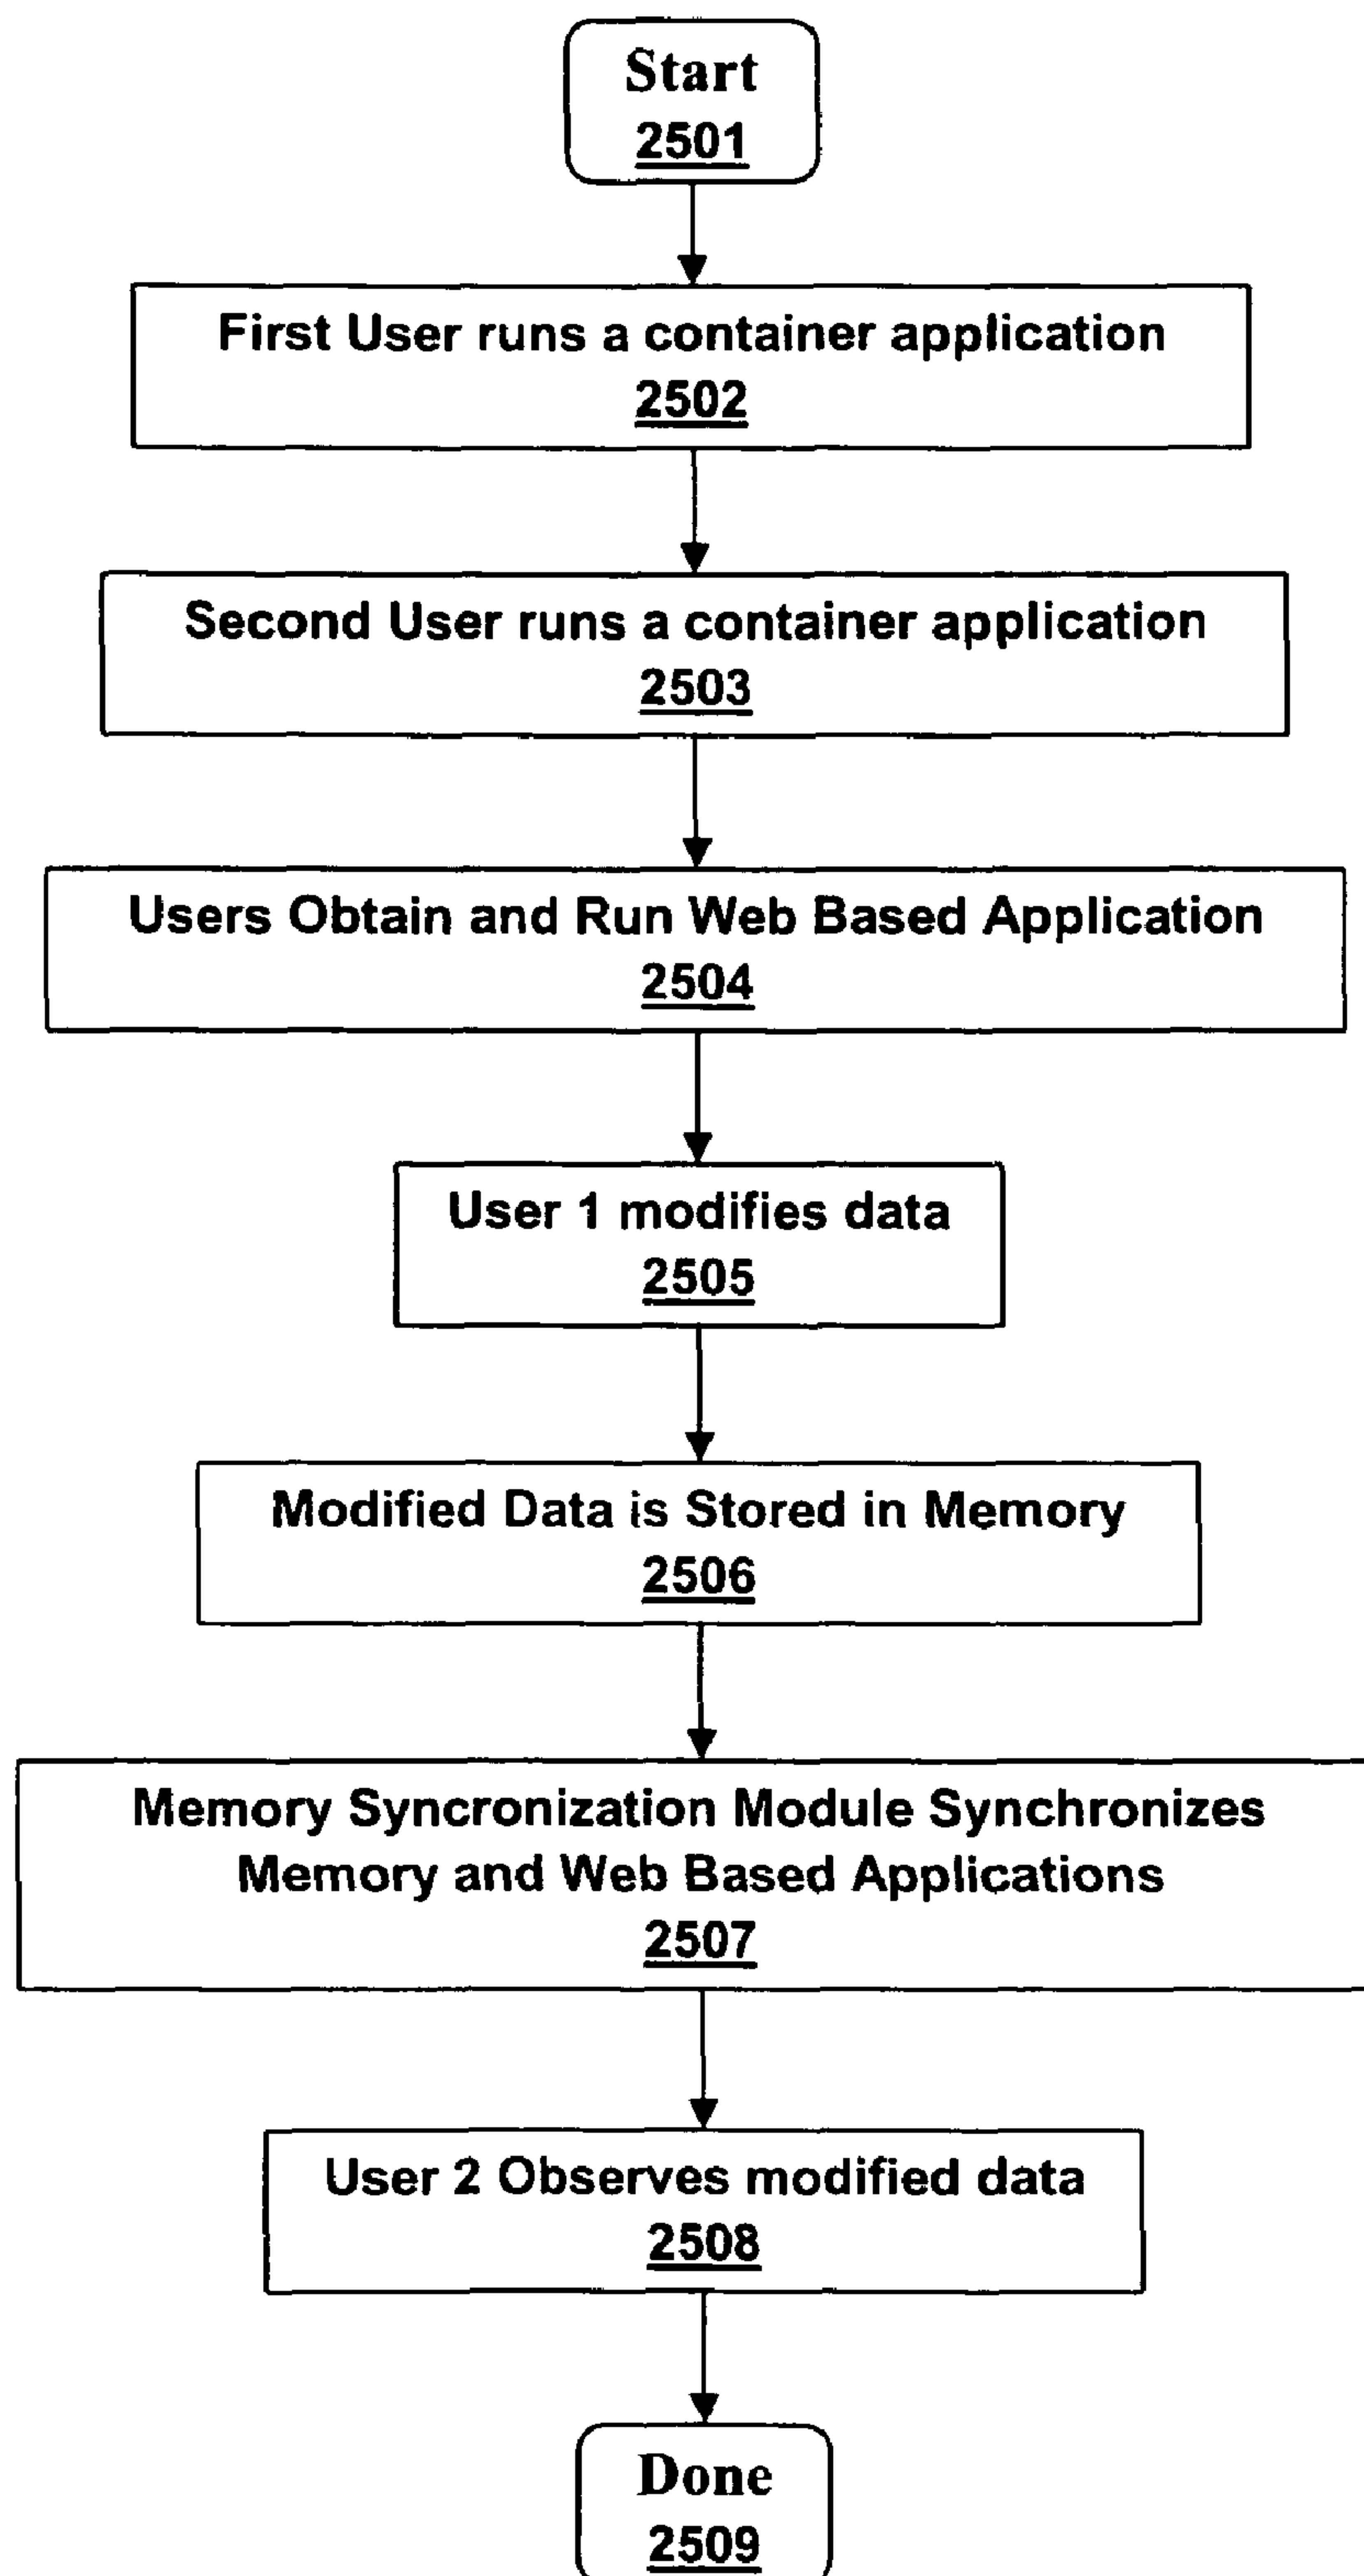 Start
2501
First User runs a container application
2502
Second User runs a container application
2503
Users Obtain and Run Web Based Application
2504
User 1 modifies data
2505
Modified Data is Stored in Memory
2506
Memory Syncronization Module Synchronizes
Memory and Web Based Applications
2507
User 2 Observes modified data
2508
Done
2509